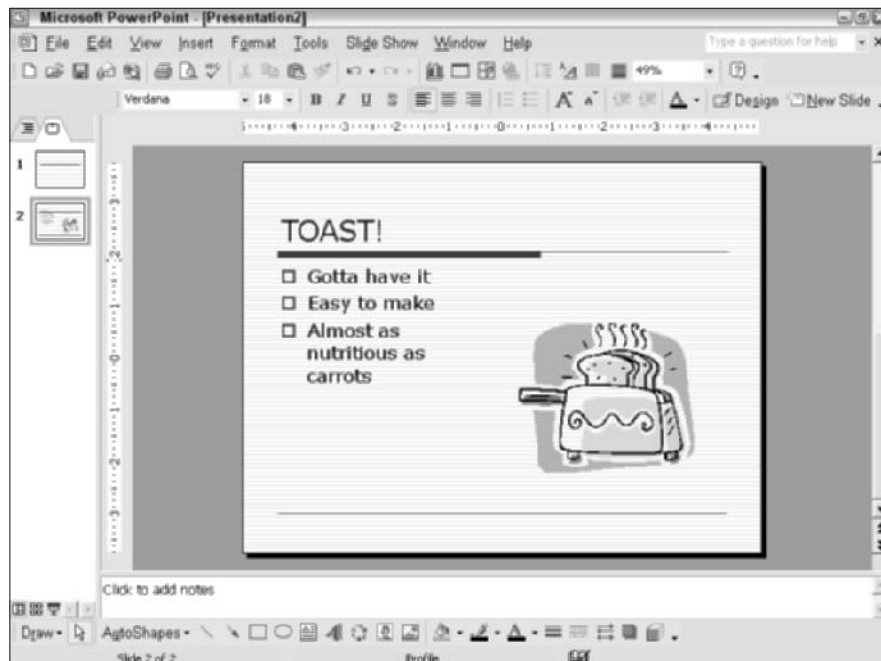 Microsoft PowerPoint - [Presentation2]
File Edit View Insert Format Tools Slide Show Window Help Type a question for help
49%
Verdana 18 B I U S A A A Design New Slide
1
2
TOAST!
Gotta have it
Easy to make
Almost as
nutritious as
carrots
Click to add notes
Draw AutoShapes A A
Slide 2 of 2 Profile